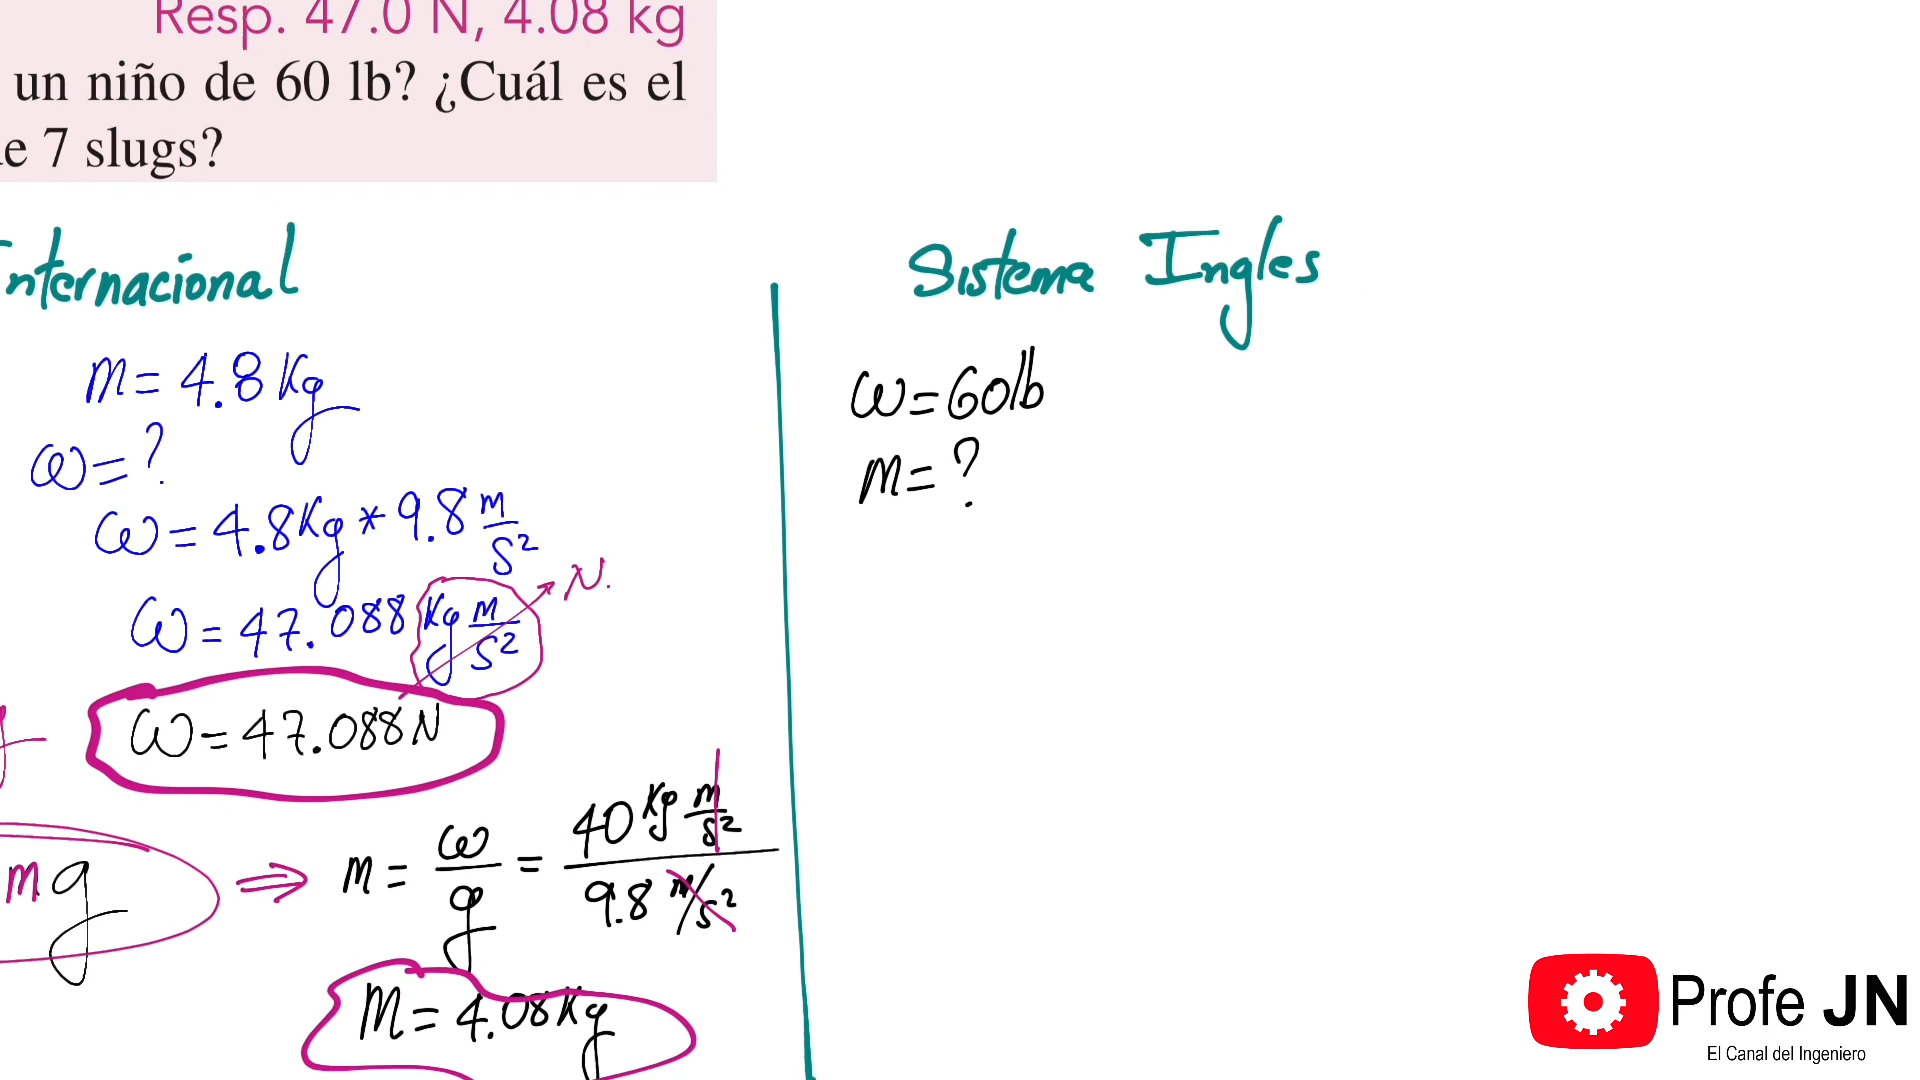 Resp. 47.0 N, 4.08 kg
un niño de 60 lb? ¿Cuál es el
de 7 slugs?
Internacional
m = 4.8 Kg
ω = ?
ω = 4.8 Kg * 9.8 m/s²
ω = 47.088 Kg m/s² N.
ω = 47.088 N
mg ⇒ m = ω/g = 40 Kg m/s² / 9.8 m/s²
M = 4.08 Kg
Sistema Ingles
ω = 60 lb
m = ?
Profe JN
El Canal del Ingeniero